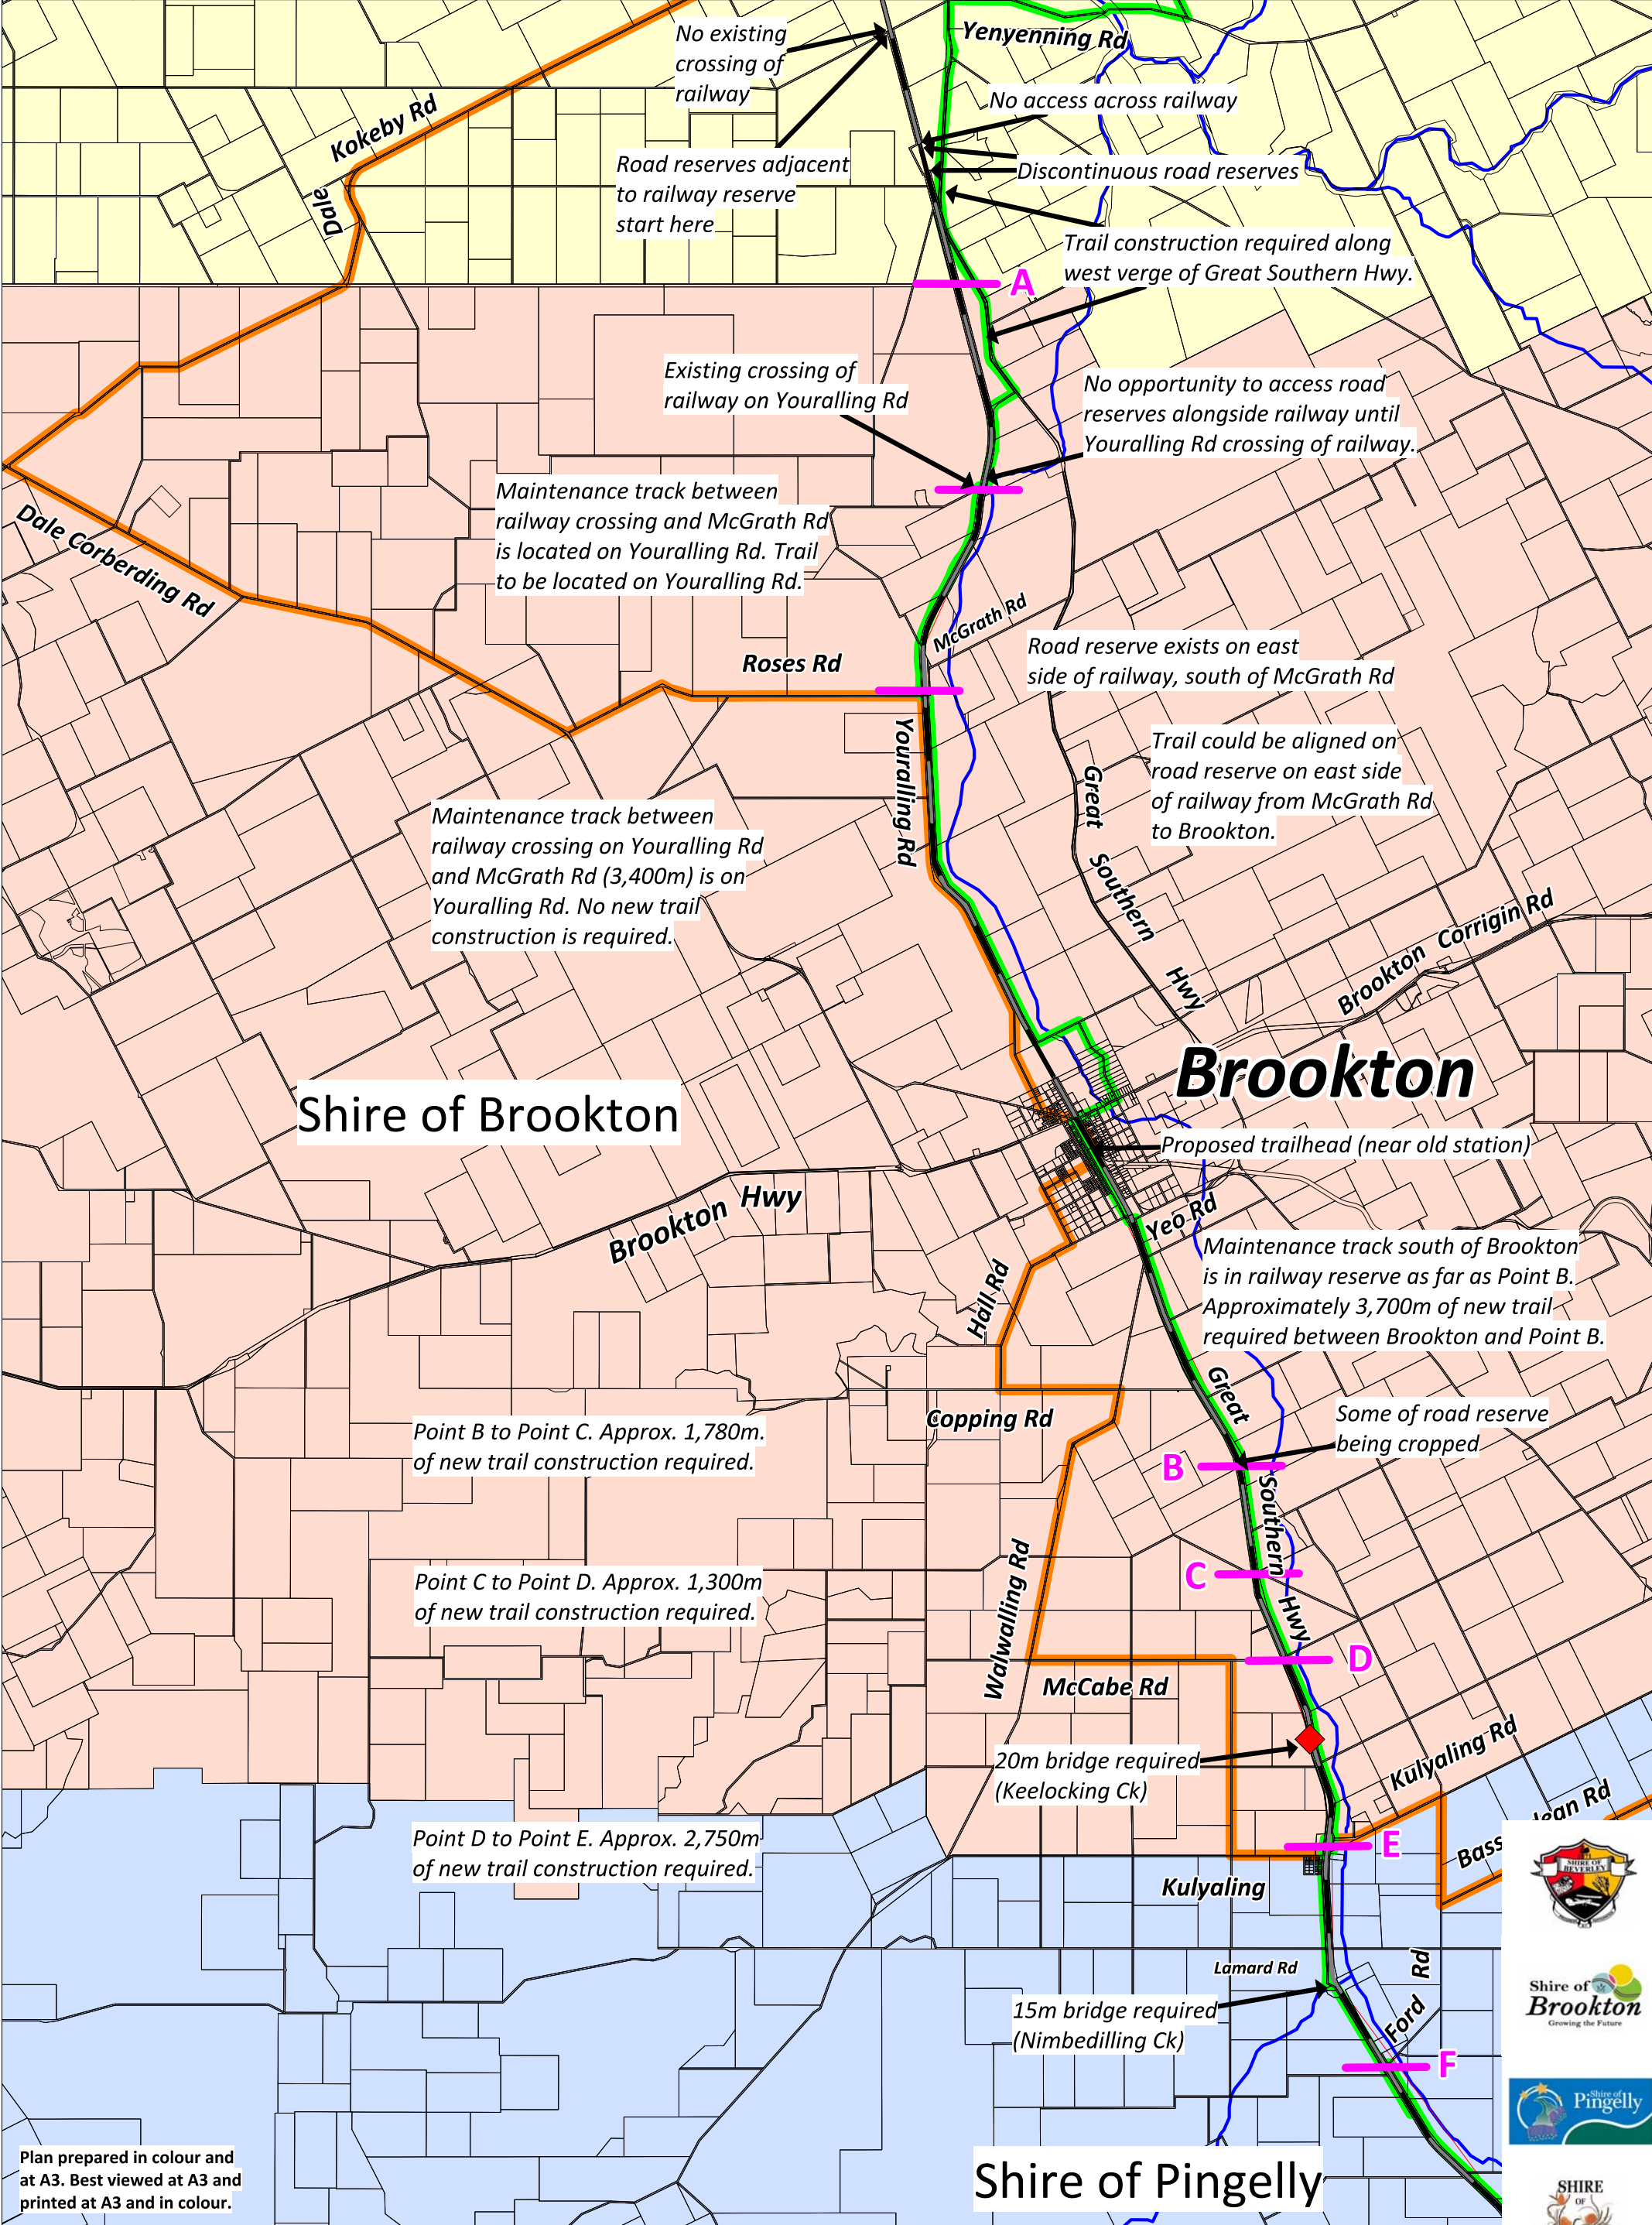 No existing
crossing of
railway
Yenyenning Rd
No access across railway
Kokeby Rd
Dale
Road reserves adjacent
to railway reserve
start here
Discontinuous road reserves
Trail construction required along
west verge of Great Southern Hwy.
A
Existing crossing of
railway on Youralling Rd
No opportunity to access road
reserves alongside railway until
Youralling Rd crossing of railway.
Maintenance track between
railway crossing and McGrath Rd
is located on Youralling Rd. Trail
to be located on Youralling Rd.
Dale Corberding Rd
McGrath Rd
Roses Rd
Road reserve exists on east
side of railway, south of McGrath Rd
Youralling Rd
Trail could be aligned on
road reserve on east side
of railway from McGrath Rd
to Brookton.
Great Southern Hwy
Maintenance track between
railway crossing on Youralling Rd
and McGrath Rd (3,400m) is on
Youralling Rd. No new trail
construction is required.
Brookton Corrigin Rd
Brookton
Shire of Brookton
Proposed trailhead (near old station)
Brookton Hwy
Yeo Rd
Hall Rd
Maintenance track south of Brookton
is in railway reserve as far as Point B.
Approximately 3,700m of new trail
required between Brookton and Point B.
Great Southern Hwy
Copping Rd
Some of road reserve
being cropped
Point B to Point C. Approx. 1,780m.
of new trail construction required.
B
C
Point C to Point D. Approx. 1,300m
of new trail construction required.
Walwalling Rd
D
McCabe Rd
20m bridge required
(Keelocking Ck)
Kulyaling Rd
Point D to Point E. Approx. 2,750m
of new trail construction required.
E
Kulyaling
SHIRE OF
BEVERLEY
Lamard Rd
15m bridge required
(Nimbedilling Ck)
Ford Rd
Shire of
Brookton
Growing the Future
F
Shire of
Pingelly
Plan prepared in colour and
at A3. Best viewed at A3 and
printed at A3 and in colour.
Shire of Pingelly
SHIRE
OF